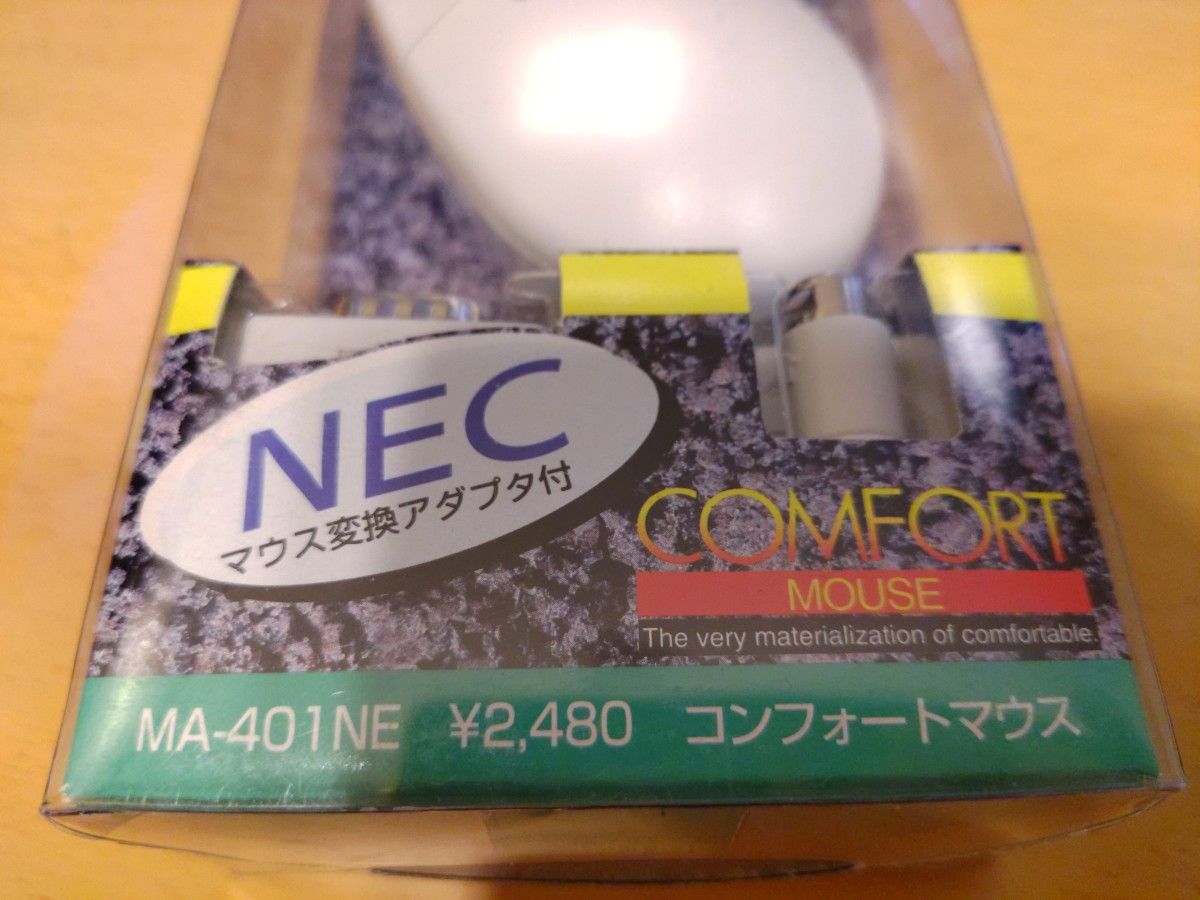 NEC
マウス変換アダプタ付
COMFORT
MOUSE
The very materialization of comfortable.
MA-401NE ¥2,480 コンフォートマウス